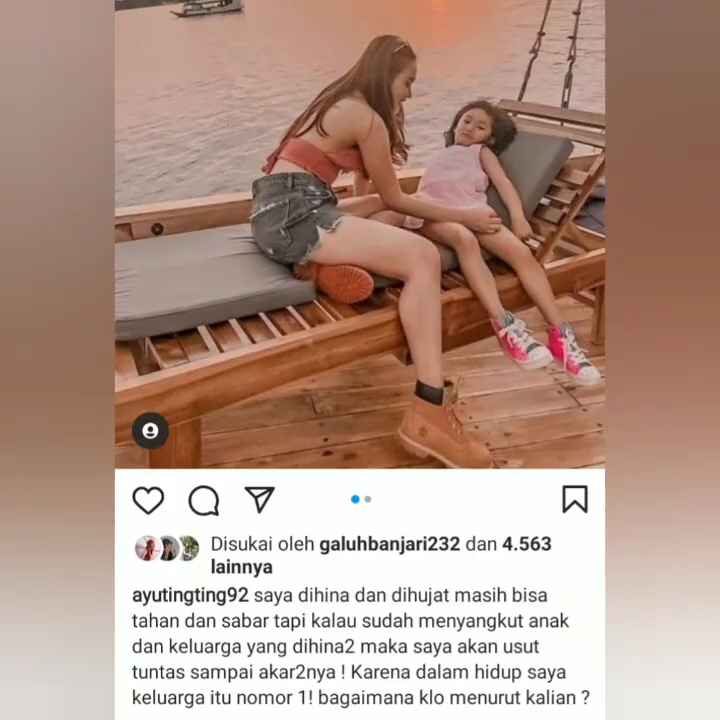 Disukai oleh galuhbanjari232 dan 4.563
lainnya
ayutingting92 saya dihina dan dihujat masih bisa
tahan dan sabar tapi kalau sudah menyangkut anak
dan keluarga yang dihina2 maka saya akan usut
tuntas sampai akar2nya ! Karena dalam hidup saya
keluarga itu nomor 1! bagaimana klo menurut kalian ?